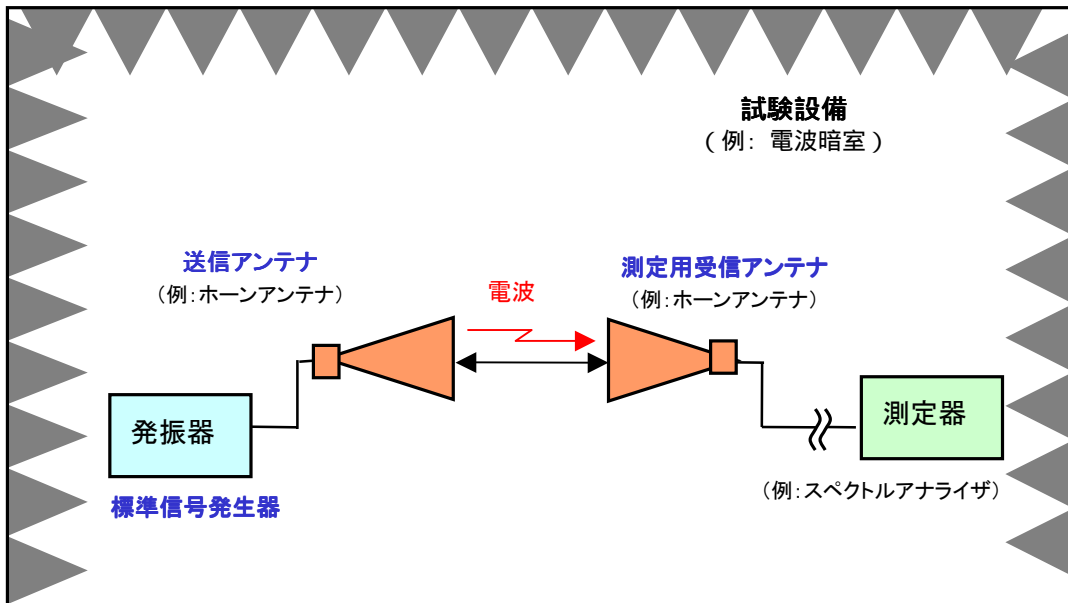 試験設備
(例: 電波暗室)
送信アンテナ
(例:ホーンアンテナ)
電波
測定用受信アンテナ
(例:ホーンアンテナ)
発振器
標準信号発生器
測定器
(例:スペクトルアナライザ)